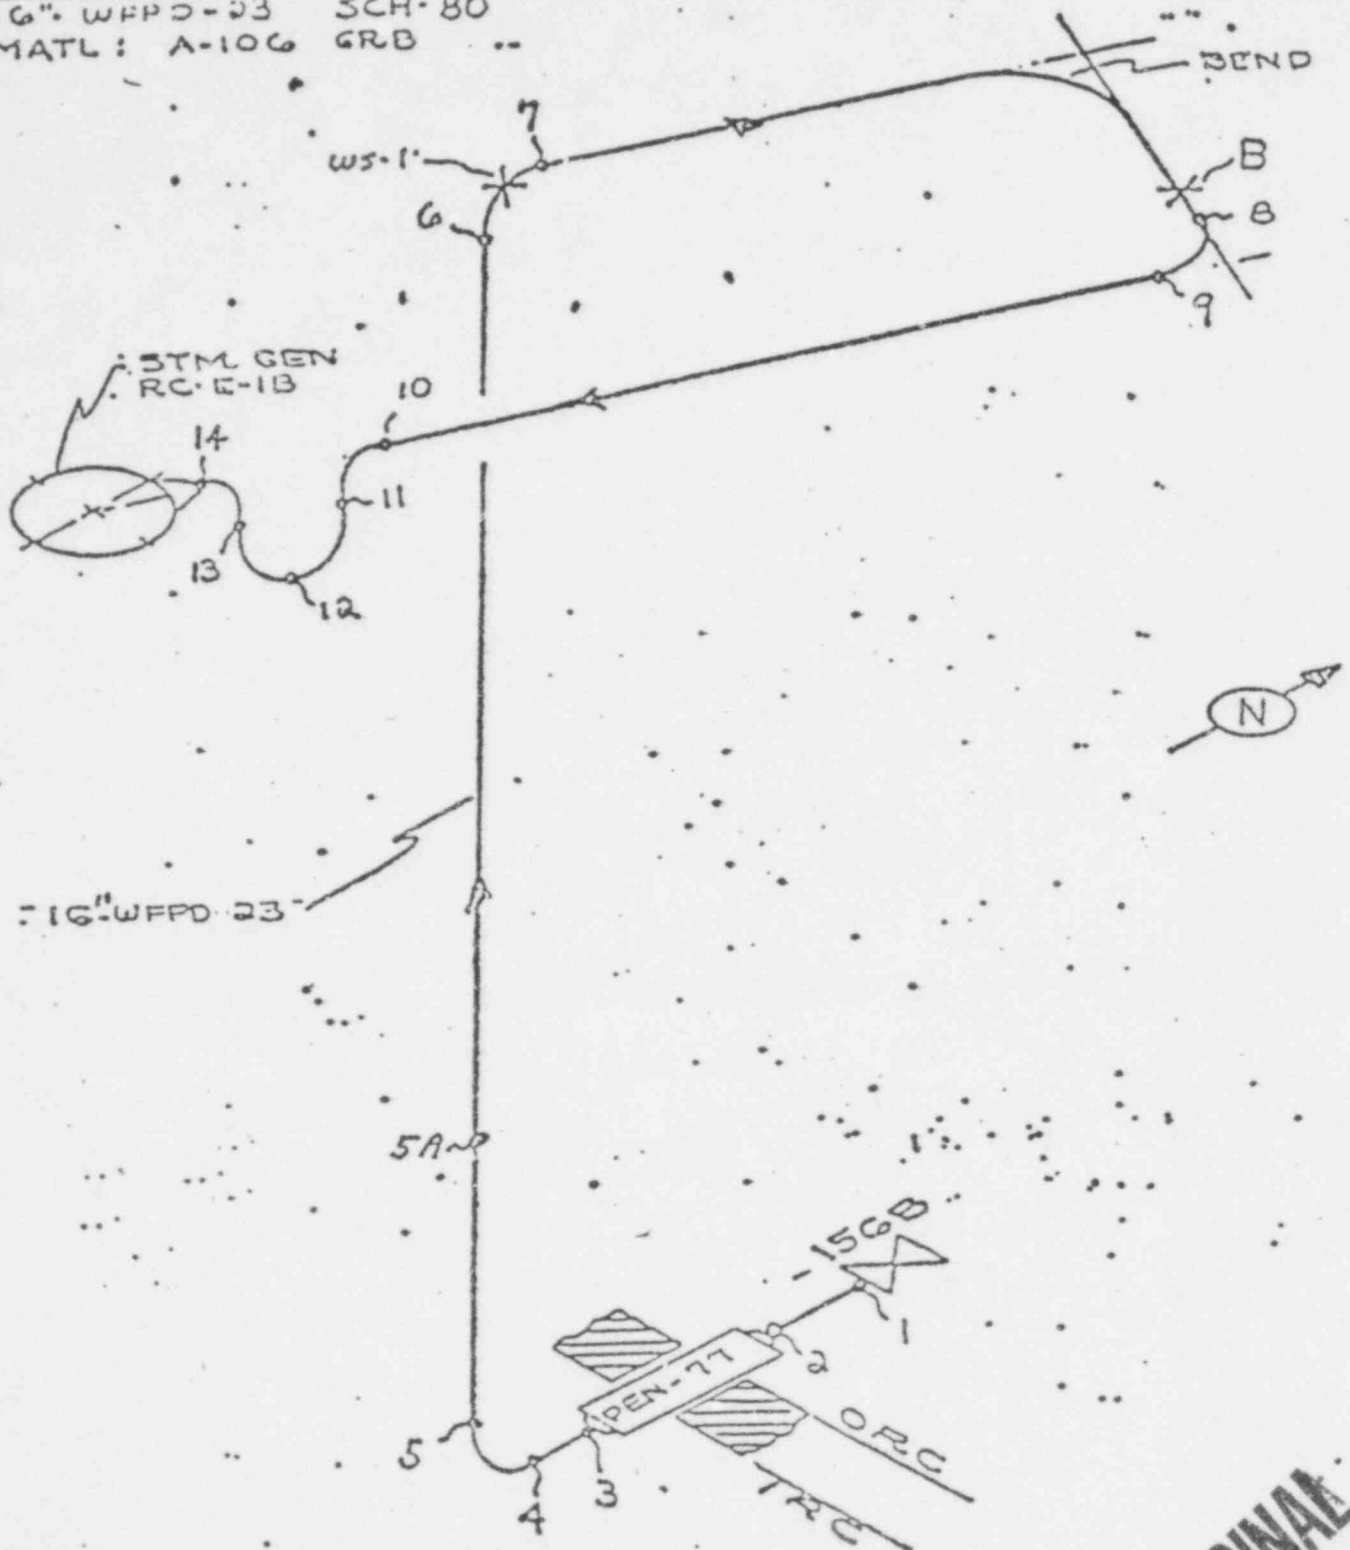 6" WFPD-23 SCH-80
MATL: A-106 GRB
BEND
7
WS-1
B
6
8
9
STM GEN
RC-E-1B
10
14
11
13
12
N
16" WFPD 23
5A
-156B
1
2
PEN-77
ORC
5
3
4